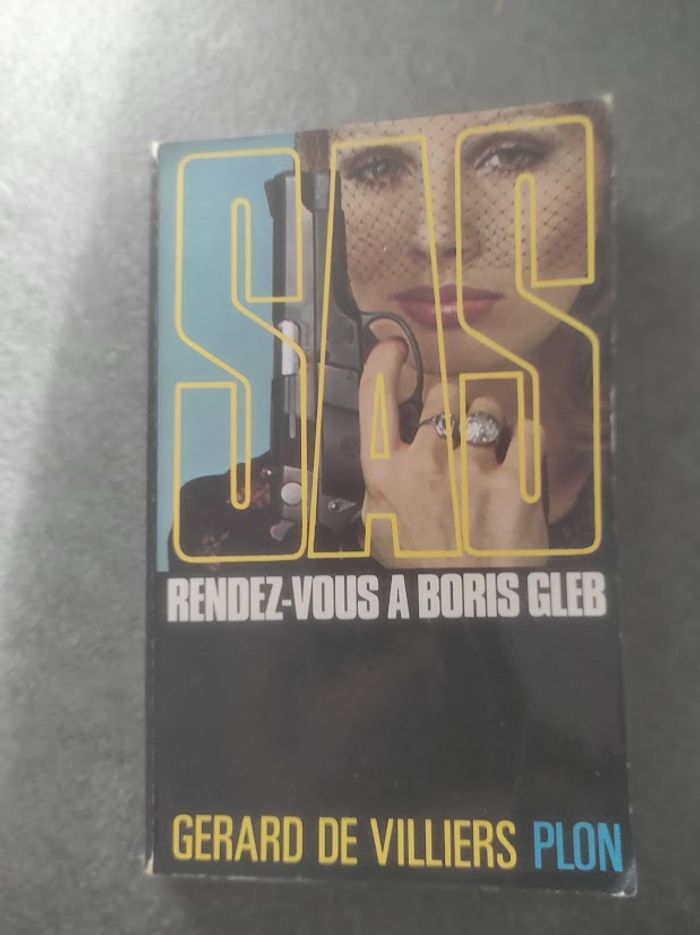 SAS
RENDEZ-VOUS A BORIS GLEB
GERARD DE VILLIERS PLON